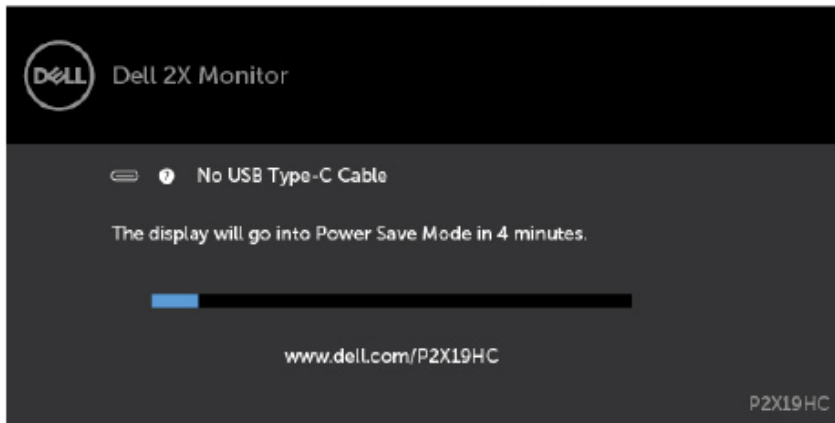 DELL
Dell 2X Monitor
? No USB Type-C Cable
The display will go into Power Save Mode in 4 minutes.
www.dell.com/P2X19HC
P2X19HC